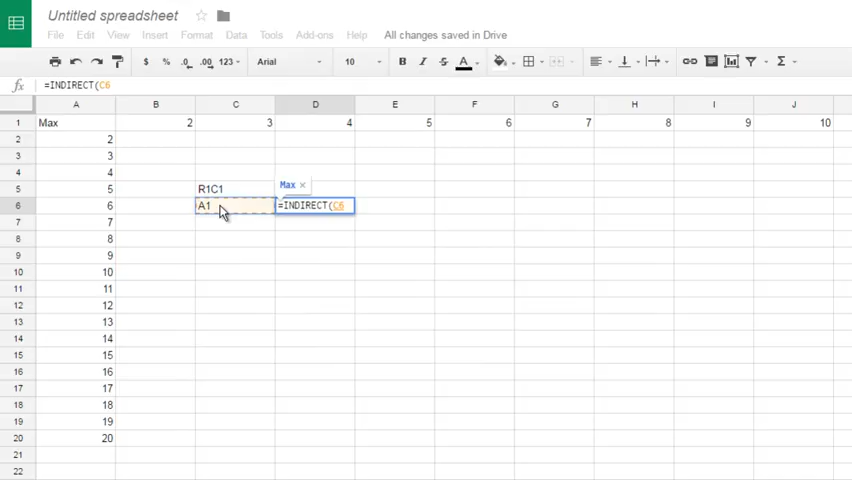 Untitled spreadsheet
File Edit View Insert Format Data Tools Add-ons Help All changes saved in Drive
$ % .0 .00 123 Arial 10 B I S A Σ
fx =INDIRECT(C6
A B C D E F G H I J
1 Max 2 3 4 5 6 7 8 9 10
2 2
3 3
4 4
5 5 R1C1 Max ×
6 6 A1 =INDIRECT(C6
7 7
8 8
9 9
10 10
11 11
12 12
13 13
14 14
15 15
16 16
17 17
18 18
19 19
20 20
21
22